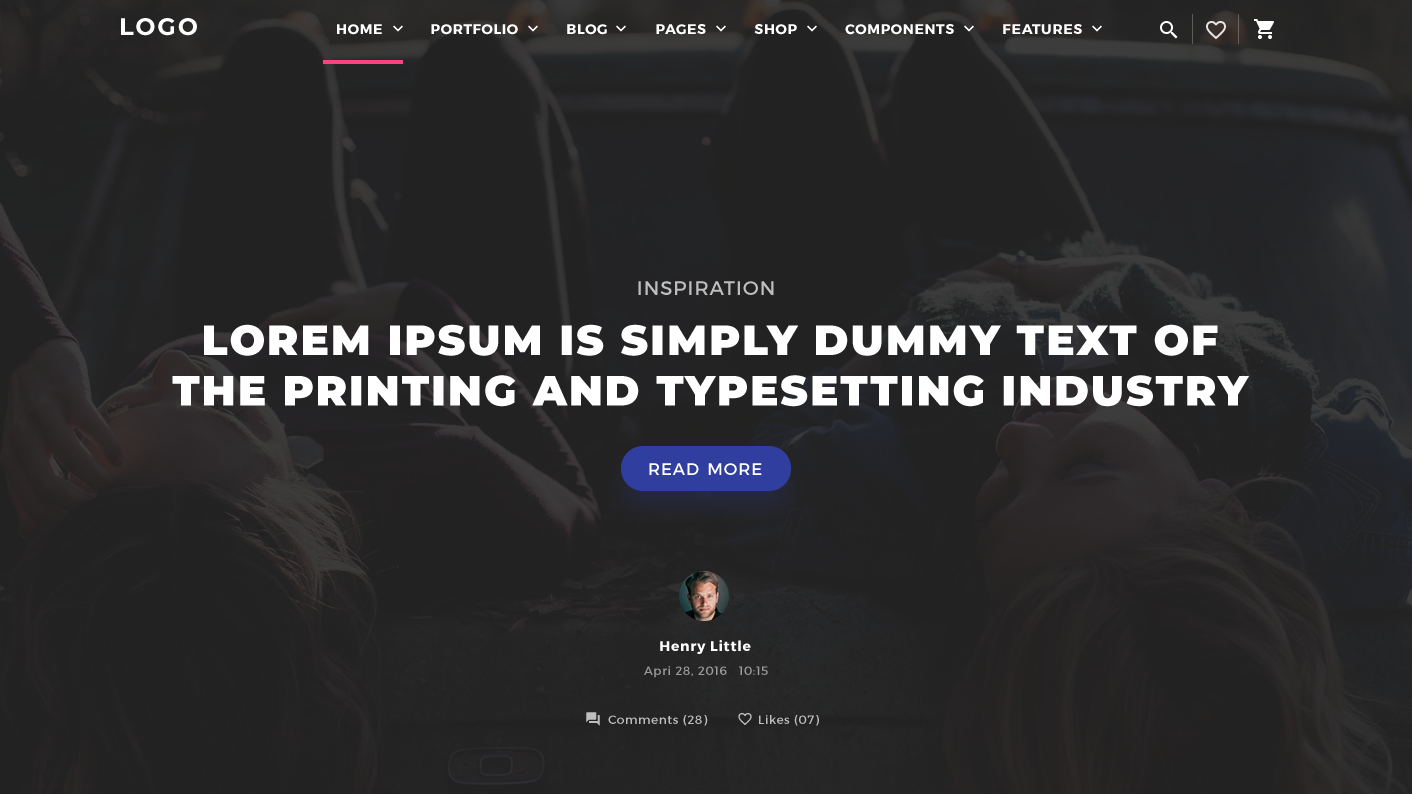 LOGO
HOME PORTFOLIO BLOG PAGES SHOP COMPONENTS FEATURES
INSPIRATION
LOREM IPSUM IS SIMPLY DUMMY TEXT OF
THE PRINTING AND TYPESETTING INDUSTRY
READ MORE
Henry Little
Apri 28, 2016 10:15
Comments (28) Likes (07)